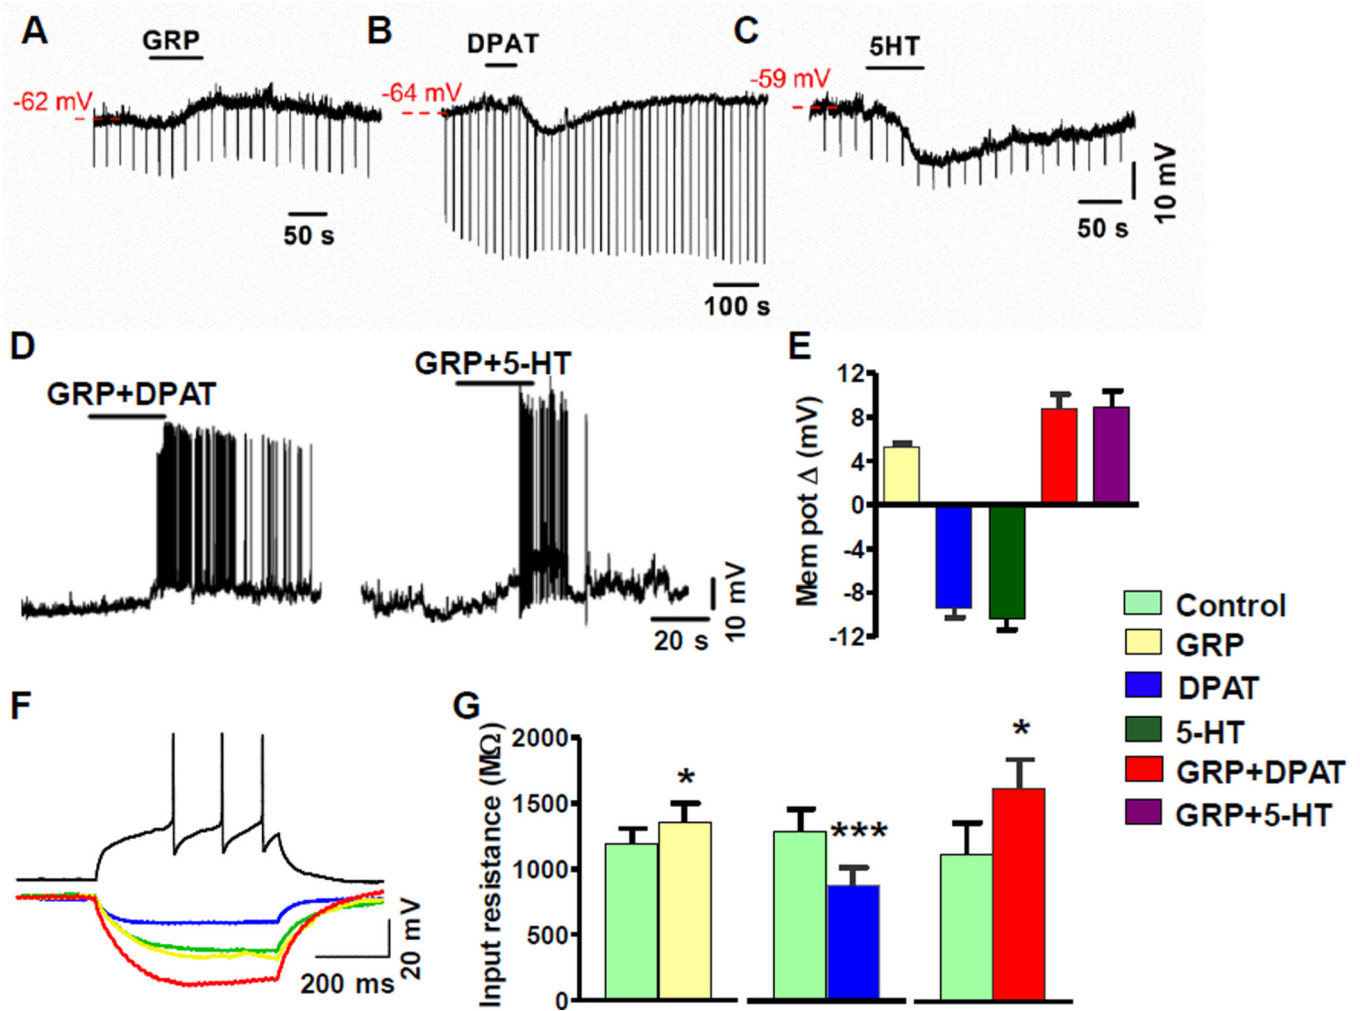 A
GRP
-62 mV
50 s
B
DPAT
-64 mV
100 s
C
5HT
-59 mV
50 s
10 mV
D
GRP+DPAT
GRP+5-HT
20 s
10 mV
E
Mem pot Δ (mV)
12
8
4
0
-4
-8
-12
Control
GRP
DPAT
5-HT
GRP+DPAT
GRP+5-HT
F
200 ms
20 mV
G
Input resistance (MΩ)
2000
1500
1000
500
0
*
***
*